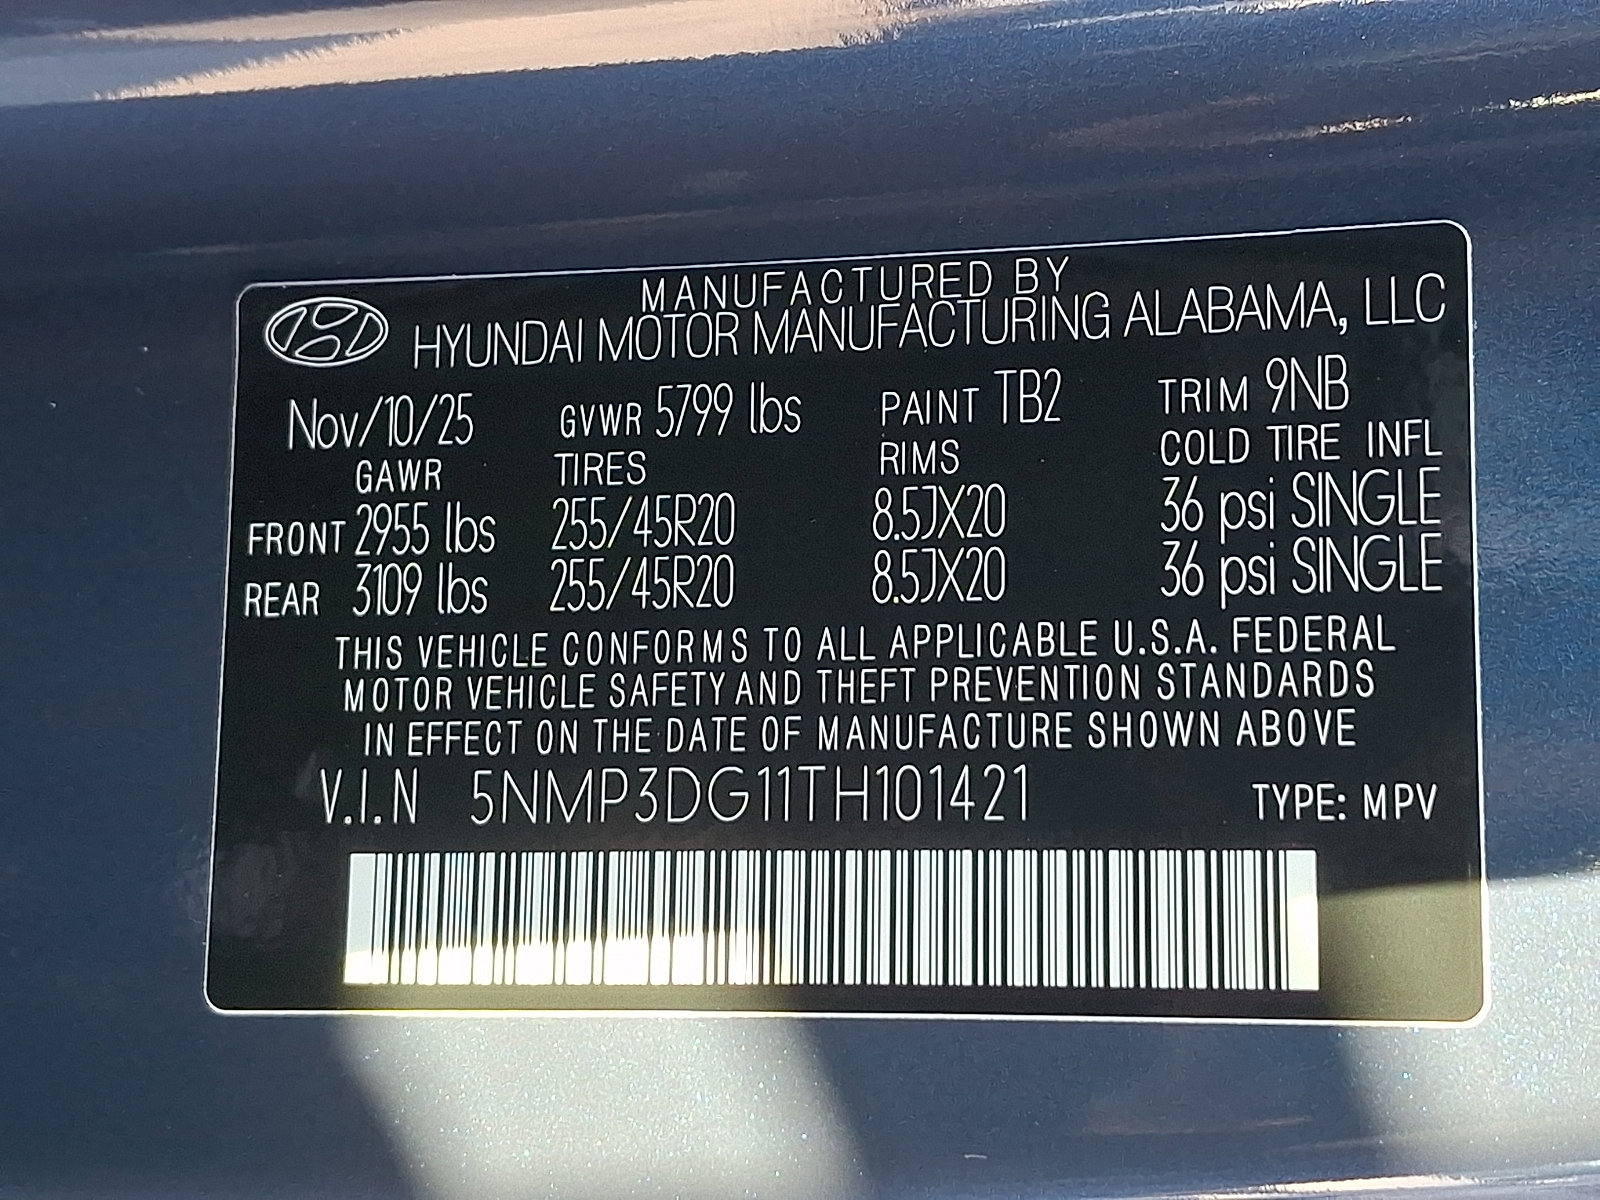 MANUFACTURED BY
HYUNDAI MOTOR MANUFACTURING ALABAMA, LLC
Nov/10/25 GVWR 5799 lbs PAINT TB2 TRIM 9NB
GAWR TIRES RIMS COLD TIRE INFL
FRONT 2955 lbs 255/45R20 8.5JX20 36 psi SINGLE
REAR 3109 lbs 255/45R20 8.5JX20 36 psi SINGLE
THIS VEHICLE CONFORMS TO ALL APPLICABLE U.S.A. FEDERAL
MOTOR VEHICLE SAFETY AND THEFT PREVENTION STANDARDS
IN EFFECT ON THE DATE OF MANUFACTURE SHOWN ABOVE
V.I.N 5NMP3DG11TH101421 TYPE: MPV